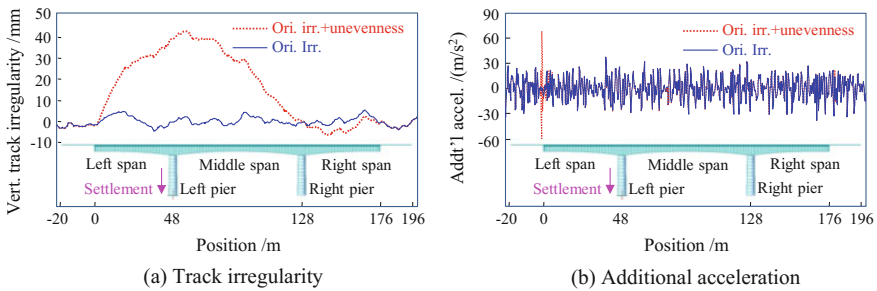 Vert. track irregularity /mm
50
40
30
20
10
0
-10
Ori. irr.+unevenness
Ori. Irr.
Left span
Middle span
Right span
Settlement
Left pier
Right pier
-20
0
48
128
176
196
Position /m
(a) Track irregularity
Addt'l accel. /(m/s²)
90
60
30
0
-30
-60
Ori. irr.+unevenness
Ori. Irr.
Left span
Middle span
Right span
Settlement
Left pier
Right pier
-20
0
48
128
176
196
Position /m
(b) Additional acceleration